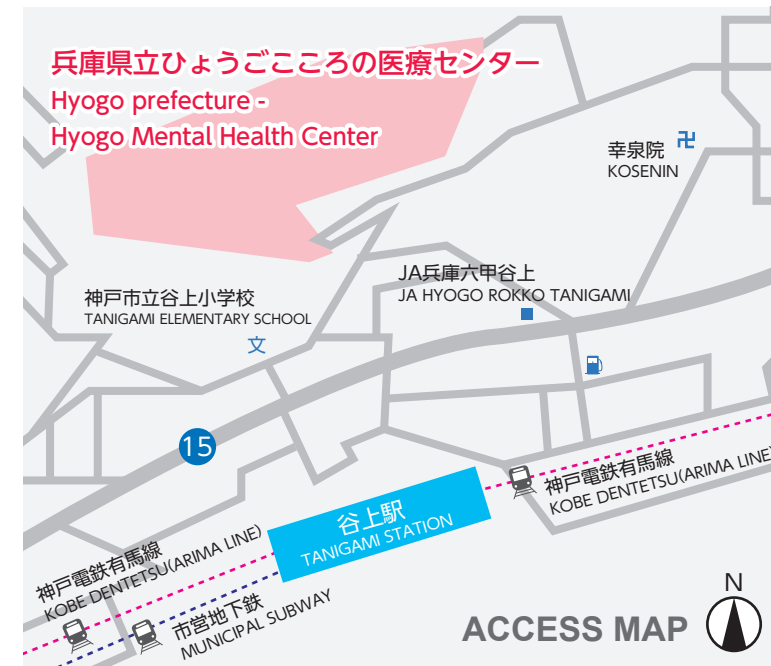 兵庫県立ひょうごこころの医療センター
Hyogo prefecture -
Hyogo Mental Health Center
幸泉院
KOSENIN
卍
JA兵庫六甲谷上
JA HYOGO ROKKO TANIGAMI
神戸市立谷上小学校
TANIGAMI ELEMENTARY SCHOOL
文
15
神戸電鉄有馬線
KOBE DENTETSU(ARIMA LINE)
谷上駅
TANIGAMI STATION
神戸電鉄有馬線
KOBE DENTETSU(ARIMA LINE)
市営地下鉄
MUNICIPAL SUBWAY
ACCESS MAP
N